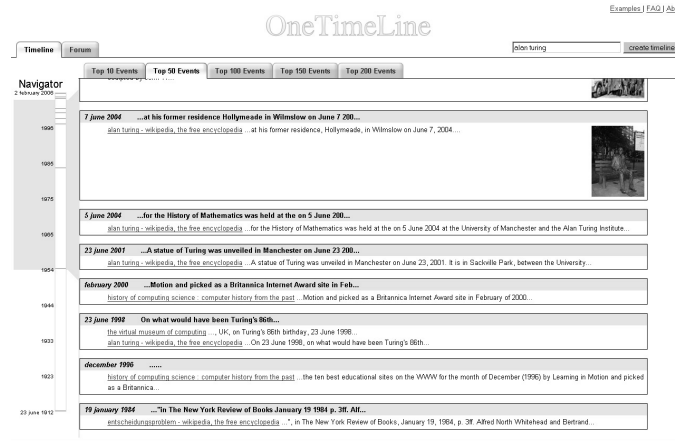 Examples | FAQ | Ab
OneTimeLine
Timeline Forum
alan turing create timeline
Top 10 Events Top 50 Events Top 100 Events Top 150 Events Top 200 Events
Navigator
2 february 2006
7 june 2004 ...at his former residence Hollymeade in Wilmslow on June 7 200...
alan turing - wikipedia, the free encyclopedia ...at his former residence, Hollymeade, in Wilmslow on June 7, 2004....
1996
1986
1975
5 june 2004 ...for the History of Mathematics was held at the on 5 June 200...
alan turing - wikipedia, the free encyclopedia ...for the History of Mathematics was held at the on 5 June 2004 at the University of Manchester and the Alan Turing Institute...
1965
23 june 2001 ...A statue of Turing was unveiled in Manchester on June 23 200...
alan turing - wikipedia, the free encyclopedia ...A statue of Turing was unveiled in Manchester on June 23, 2001. It is in Sackville Park, between the University...
1954
february 2000 ...Motion and picked as a Britannica Internet Award site in Feb...
history of computing science : computer history from the past ...Motion and picked as a Britannica Internet Award site in February of 2000...
1944
23 june 1998 On what would have been Turing's 86th...
the virtual museum of computing ..., UK, on Turing's 86th birthday, 23 June 1998...
alan turing - wikipedia, the free encyclopedia ...On 23 June 1998, on what would have been Turing's 86th...
1933
december 1996 ......
history of computing science : computer history from the past ...the ten best educational sites on the WWW for the month of December (1996) by Learning in Motion and picked
as a Britannica...
1923
19 january 1984 ..."in The New York Review of Books January 19 1984 p. 3ff. Alf...
entscheidungsproblem - wikipedia, the free encyclopedia ...", in The New York Review of Books, January 19, 1984, p. 3ff. Alfred North Whitehead and Bertrand...
23 june 1912